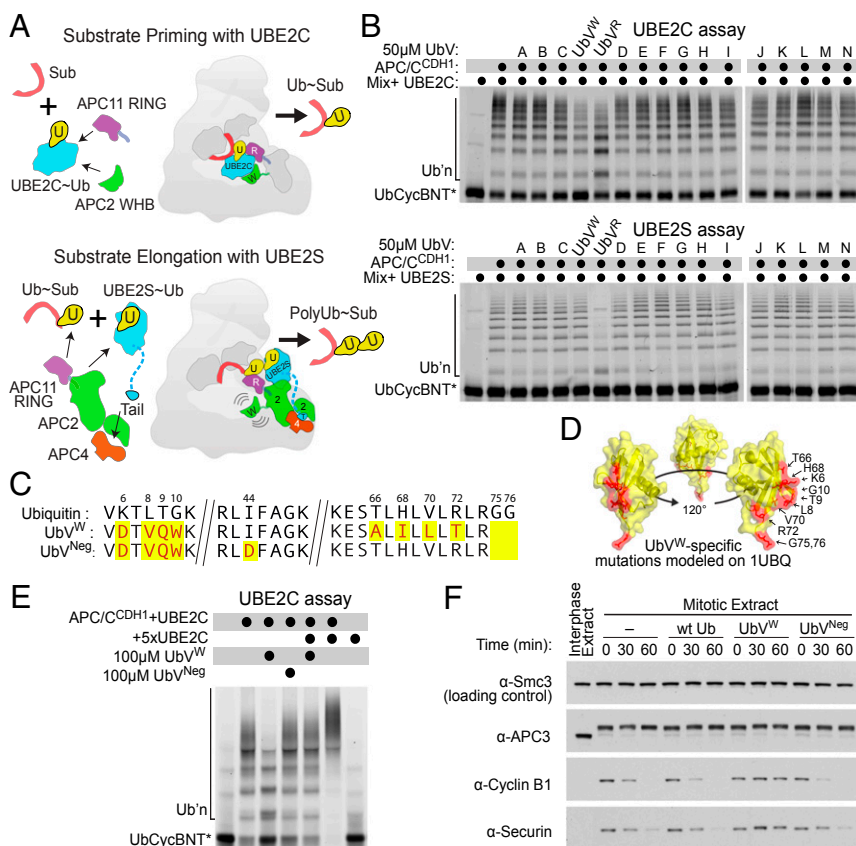 A
Substrate Priming with UBE2C
Sub
+
APC11 RING
U
UBE2C~Ub
APC2 WHB
U
R
UBE2C
W
Ub~Sub
U
Substrate Elongation with UBE2S
Ub~Sub
UBE2S~Ub
U
+
U
APC11
RING
APC2
Tail
APC4
U
U
R
UBE2S
W
2
2
4
T
PolyUb~Sub
U
U
B
UBE2C assay
50μM UbV: A B C UbVᵂ UbVᴿ D E F G H I J K L M N
APC/Cᶜᴰᴴ¹:
Mix+ UBE2C:
Ub'n
UbCycBNT*
UBE2S assay
50μM UbV: A B C UbVᵂ UbVᴿ D E F G H I J K L M N
APC/Cᶜᴰᴴ¹:
Mix+ UBE2S:
Ub'n
UbCycBNT*
C
6 8 9 10 44 66 68 70 72 75 76
Ubiquitin : VKTLTGK // RLIFAGK // KESTLHLVLRLRGG
UbVᵂ : VDTVQWK // RLIFAGK // KESALILLLTLR
UbVᴺᵉᵍ : VDTVQWK // RLDFAGK // KESTLHLVLRLR
D
120°
T66
H68
K6
G10
T9
L8
V70
R72
G75,76
UbVᵂ-specific
mutations modeled on 1UBQ
E
UBE2C assay
APC/Cᶜᴰᴴ¹+UBE2C
+5xUBE2C
100μM UbVᵂ
100μM UbVᴺᵉᵍ
Ub'n
UbCycBNT*
F
Interphase
Extract
Mitotic Extract
– wt Ub UbVᵂ UbVᴺᵉᵍ
Time (min): 0 30 60 0 30 60 0 30 60 0 30 60
α-Smc3
(loading control)
α-APC3
α-Cyclin B1
α-Securin